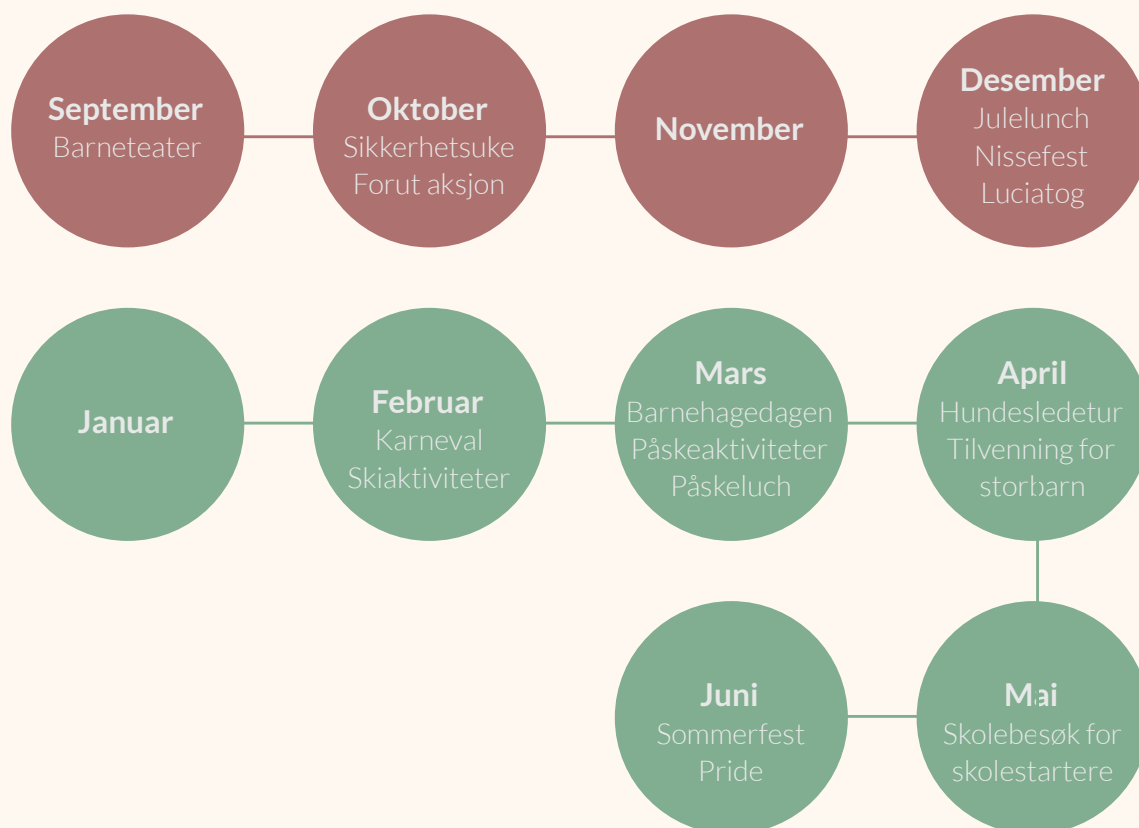 September
Barneteater
Oktober
Sikkerhetsuke
Forut aksjon
November
Desember
Julelunch
Nissefest
Luciatog
Januar
Februar
Karneval
Skiaktiviteter
Mars
Barnehagedagen
Påskeaktiviteter
Påskeluch
April
Hundesledetur
Tilvenning for
storbarn
Mai
Skolebesøk for
skolestartere
Juni
Sommerfest
Pride